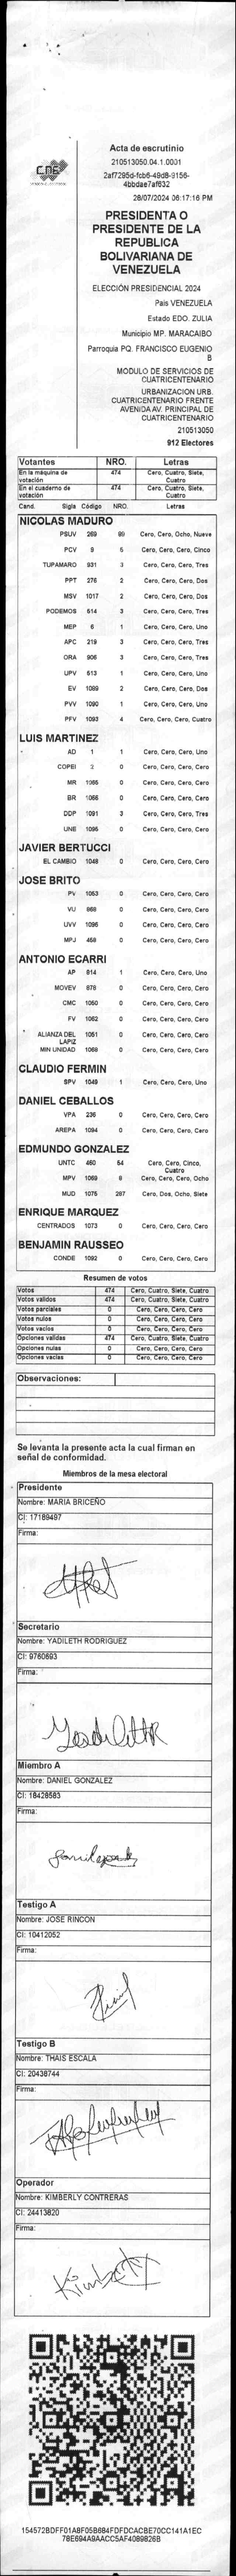 CNE
Acta de escrutinio
210513050.04.1.0001
2af7295d-fcb6-49d8-9156-
4bbdae7af832
28/07/2024 06:17:16 PM
PRESIDENTA O
PRESIDENTE DE LA
REPUBLICA
BOLIVARIANA DE
VENEZUELA
ELECCIÓN PRESIDENCIAL 2024
País VENEZUELA
Estado EDO. ZULIA
Municipio MP. MARACAIBO
Parroquia PQ. FRANCISCO EUGENIO
B
MODULO DE SERVICIOS DE
CUATRICENTENARIO
URBANIZACION URB.
CUATRICENTENARIO FRENTE
AVENIDA AV. PRINCIPAL DE
CUATRICENTENARIO
210513050
912 Electores
Votantes NRO. Letras
En la máquina de votación 474 Cero, Cuatro, Siete, Cuatro
En el cuaderno de votación 474 Cero, Cuatro, Siete, Cuatro
Cand. Sigla Código NRO. Letras
NICOLAS MADURO
PSUV 269 89 Cero, Cero, Ocho, Nueve
PCV 9 5 Cero, Cero, Cero, Cinco
TUPAMARO 931 3 Cero, Cero, Cero, Tres
PPT 276 2 Cero, Cero, Cero, Dos
MSV 1017 2 Cero, Cero, Cero, Dos
PODEMOS 514 3 Cero, Cero, Cero, Tres
MEP 6 1 Cero, Cero, Cero, Uno
APC 219 3 Cero, Cero, Cero, Tres
ORA 906 3 Cero, Cero, Cero, Tres
UPV 613 1 Cero, Cero, Cero, Uno
EV 1089 2 Cero, Cero, Cero, Dos
PVV 1090 1 Cero, Cero, Cero, Uno
PFV 1093 4 Cero, Cero, Cero, Cuatro
LUIS MARTINEZ
AD 1 1 Cero, Cero, Cero, Uno
COPEI 2 0 Cero, Cero, Cero, Cero
MR 1065 0 Cero, Cero, Cero, Cero
BR 1066 0 Cero, Cero, Cero, Cero
DDP 1091 3 Cero, Cero, Cero, Tres
UNE 1095 0 Cero, Cero, Cero, Cero
JAVIER BERTUCCI
EL CAMBIO 1048 0 Cero, Cero, Cero, Cero
JOSE BRITO
PV 1053 0 Cero, Cero, Cero, Cero
VU 868 0 Cero, Cero, Cero, Cero
UVV 1096 0 Cero, Cero, Cero, Cero
MPJ 458 0 Cero, Cero, Cero, Cero
ANTONIO ECARRI
AP 814 1 Cero, Cero, Cero, Uno
MOVEV 878 0 Cero, Cero, Cero, Cero
CMC 1050 0 Cero, Cero, Cero, Cero
FV 1062 0 Cero, Cero, Cero, Cero
ALIANZA DEL LAPIZ 1051 0 Cero, Cero, Cero, Cero
MIN UNIDAD 1068 0 Cero, Cero, Cero, Cero
CLAUDIO FERMIN
SPV 1049 1 Cero, Cero, Cero, Uno
DANIEL CEBALLOS
VPA 236 0 Cero, Cero, Cero, Cero
AREPA 1094 0 Cero, Cero, Cero, Cero
EDMUNDO GONZALEZ
UNTC 460 54 Cero, Cero, Cinco, Cuatro
MPV 1069 8 Cero, Cero, Cero, Ocho
MUD 1075 287 Cero, Dos, Ocho, Siete
ENRIQUE MARQUEZ
CENTRADOS 1073 0 Cero, Cero, Cero, Cero
BENJAMIN RAUSSEO
CONDE 1092 0 Cero, Cero, Cero, Cero
Resumen de votos
Votos 474 Cero, Cuatro, Siete, Cuatro
Votos validos 474 Cero, Cuatro, Siete, Cuatro
Votos parciales 0 Cero, Cero, Cero, Cero
Votos nulos 0 Cero, Cero, Cero, Cero
Votos vacios 0 Cero, Cero, Cero, Cero
Opciones validas 474 Cero, Cuatro, Siete, Cuatro
Opciones nulas 0 Cero, Cero, Cero, Cero
Opciones vacias 0 Cero, Cero, Cero, Cero
Observaciones:
Se levanta la presente acta la cual firman en
señal de conformidad.
Miembros de la mesa electoral
Presidente
Nombre: MARIA BRICEÑO
CI: 17189497
Firma:
Secretario
Nombre: YADILETH RODRIGUEZ
CI: 9760693
Firma:
Miembro A
Nombre: DANIEL GONZALEZ
CI: 18428583
Firma:
Testigo A
Nombre: JOSE RINCON
CI: 10412052
Firma:
Testigo B
Nombre: THAIS ESCALA
CI: 20438744
Firma:
Operador
Nombre: KIMBERLY CONTRERAS
CI: 24413820
Firma:
154572BDFF01A8F05B684FDFDCACBE70CC141A1EC
78E694A9AACC5AF4089826B